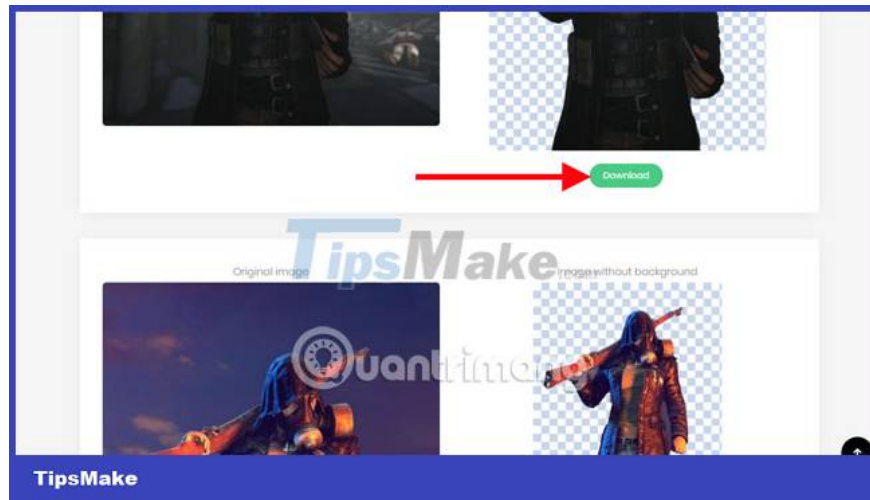 Download
TipsMake
Original image
Image without background
Quantrimang
TipsMake